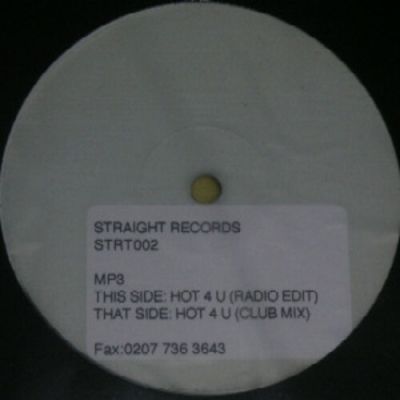 STRAIGHT RECORDS
STRT002
MP3
THIS SIDE: HOT 4 U (RADIO EDIT)
THAT SIDE: HOT 4 U (CLUB MIX)
Fax:0207 736 3643